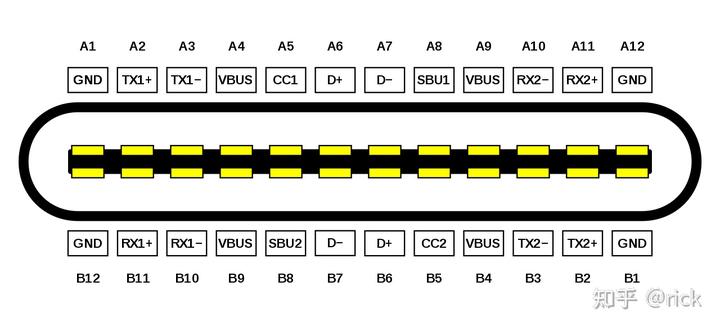 A1 A2 A3 A4 A5 A6 A7 A8 A9 A10 A11 A12
GND TX1+ TX1− VBUS CC1 D+ D− SBU1 VBUS RX2− RX2+ GND
GND RX1+ RX1− VBUS SBU2 D− D+ CC2 VBUS TX2− TX2+ GND
B12 B11 B10 B9 B8 B7 B6 B5 B4 B3 B2 B1
知乎 @rick